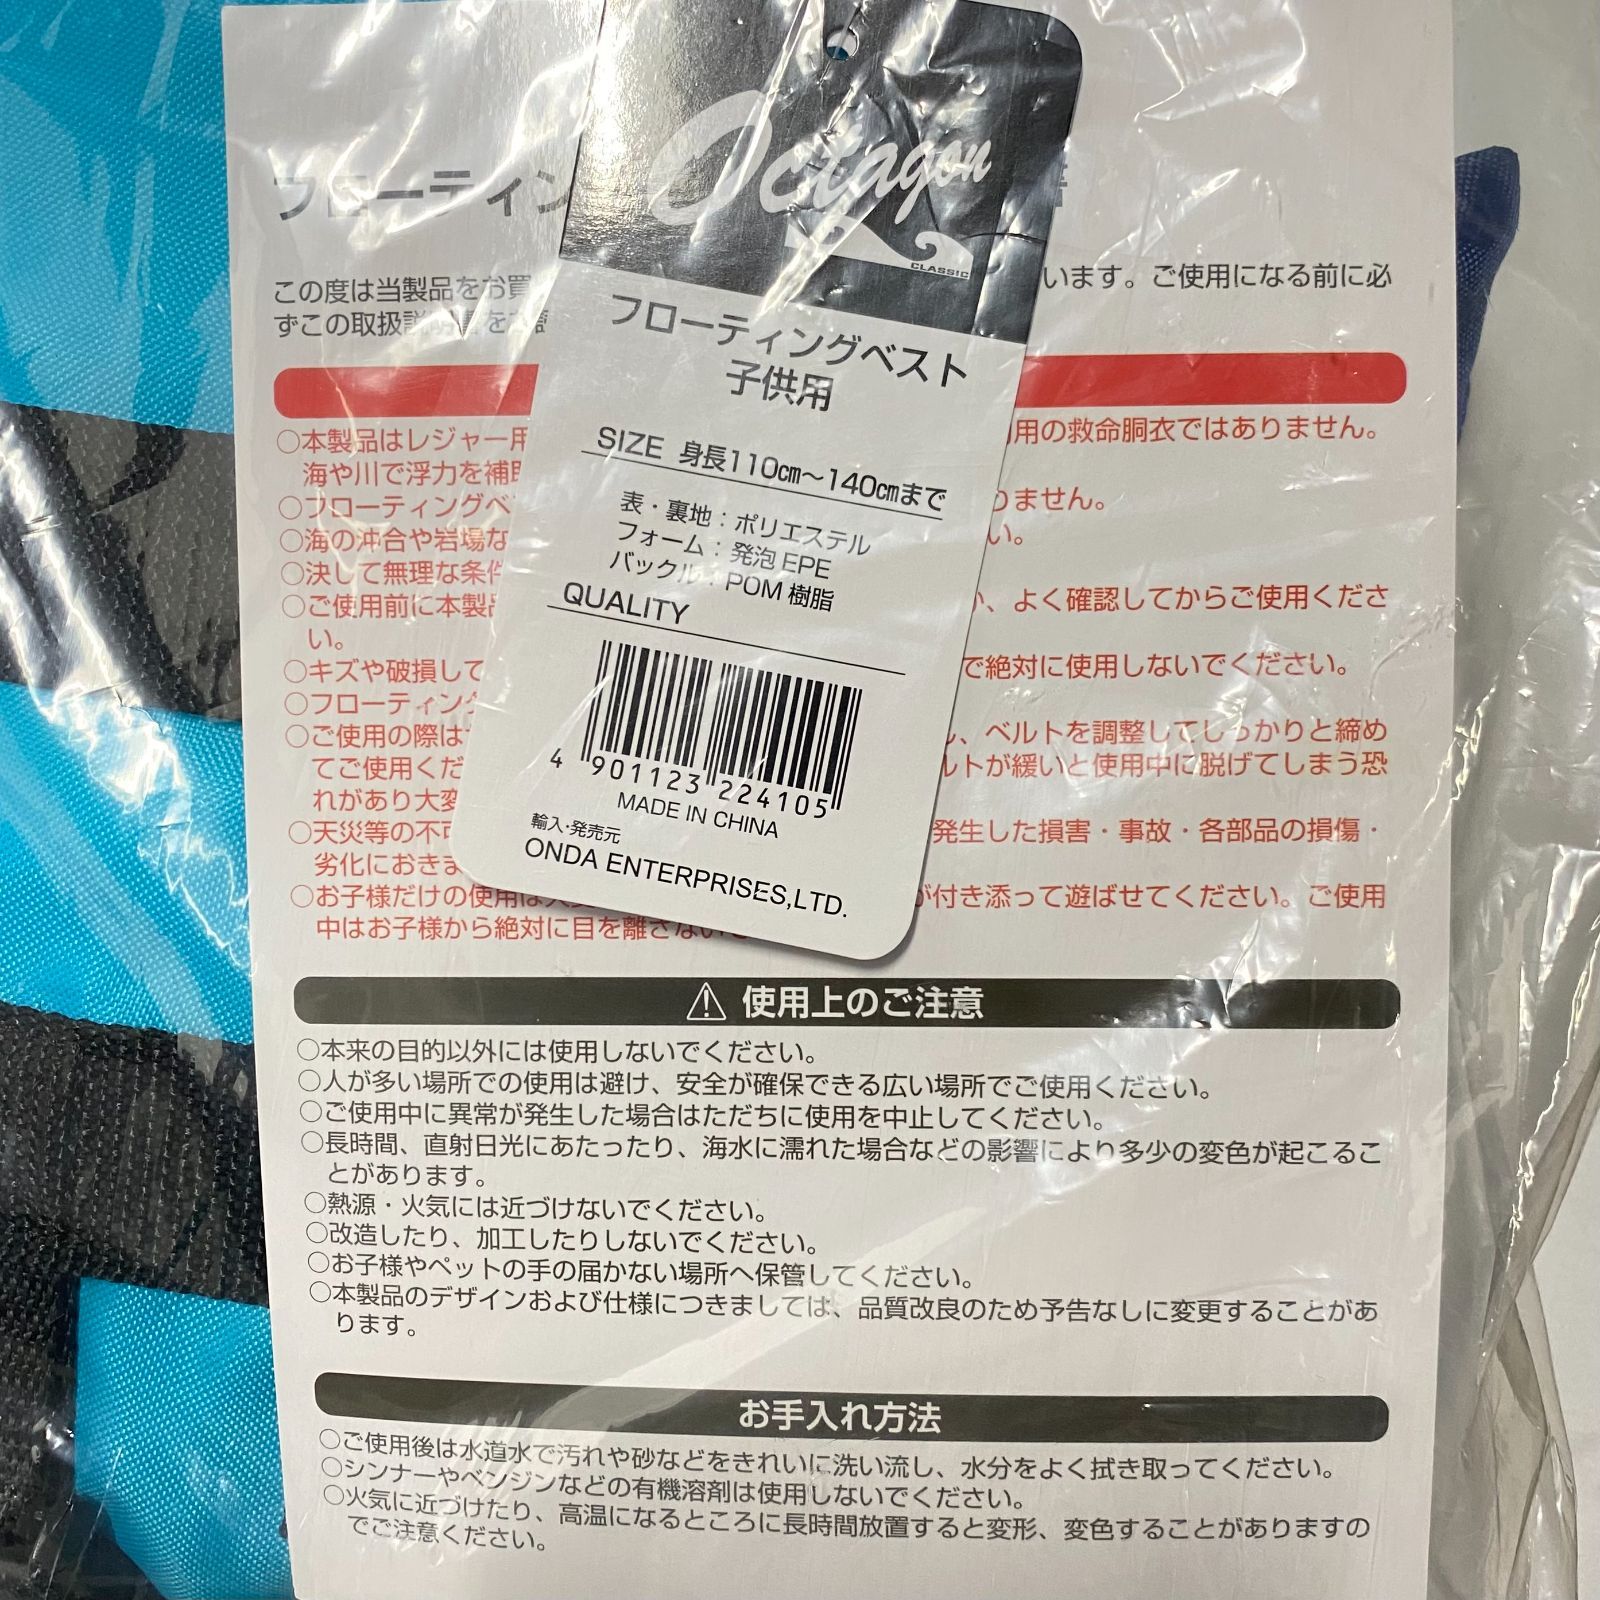 Octagon
CLASSIC
フローティングベスト
子供用
SIZE 身長110cm～140cmまで
表・裏地：ポリエステル
フォーム：発泡EPE
バックル：POM樹脂
QUALITY
4 901123 224105
MADE IN CHINA
輸入・発売元
ONDA ENTERPRISES,LTD.
フローティン
この度は当製品をお買 います。ご使用になる前に必
ずこの取扱説明書をお
○本製品はレジャー用 用の救命胴衣ではありません。
海や川で浮力を補助
○フローティングベ りません。
○海の沖合や岩場な い。
○決して無理な条件
○ご使用前に本製品 か、よく確認してからご使用くださ
い。
○キズや破損して で絶対に使用しないでください。
○フローティング
○ご使用の際は し、ベルトを調整してしっかりと締め
てご使用くだ ルトが緩いと使用中に脱げてしまう恐
れがあり大変
○天災等の不可 発生した損害・事故・各部品の損傷・
劣化におきま
○お子様だけの使用は が付き添って遊ばせてください。ご使用
中はお子様から絶対に目を離さない
⚠ 使用上のご注意
○本来の目的以外には使用しないでください。
○人が多い場所での使用は避け、安全が確保できる広い場所でご使用ください。
○ご使用中に異常が発生した場合はただちに使用を中止してください。
○長時間、直射日光にあたったり、海水に濡れた場合などの影響により多少の変色が起こるこ
とがあります。
○熱源・火気には近づけないでください。
○改造したり、加工したりしないでください。
○お子様やペットの手の届かない場所へ保管してください。
○本製品のデザインおよび仕様につきましては、品質改良のため予告なしに変更することがあ
ります。
お手入れ方法
○ご使用後は水道水で汚れや砂などをきれいに洗い流し、水分をよく拭き取ってください。
○シンナーやベンジンなどの有機溶剤は使用しないでください。
○火気に近づけたり、高温になるところに長時間放置すると変形、変色することがありますの
でご注意ください。